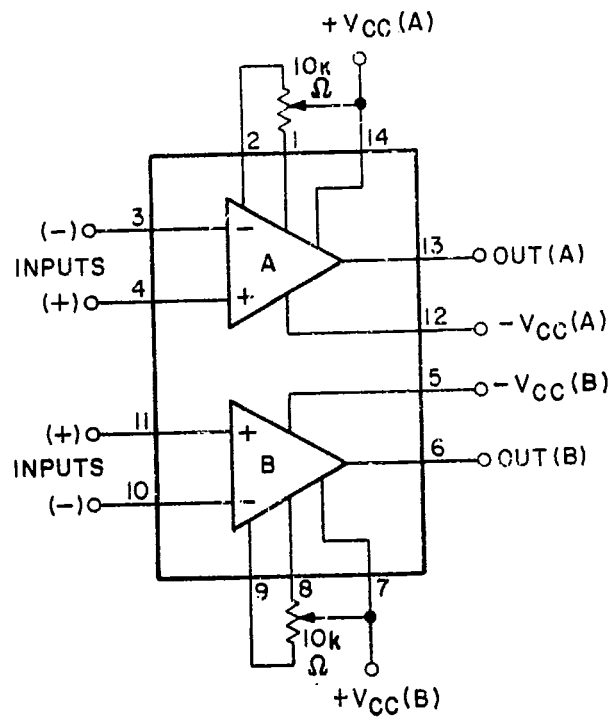 +VCC(A)
10k
Ω
2
1
14
(-)
3
-
A
13
OUT(A)
INPUTS
(+)
4
+
12
-VCC(A)
5
-VCC(B)
(+)
11
+
B
6
OUT(B)
INPUTS
(-)
10
-
9
8
7
10k
Ω
+VCC(B)